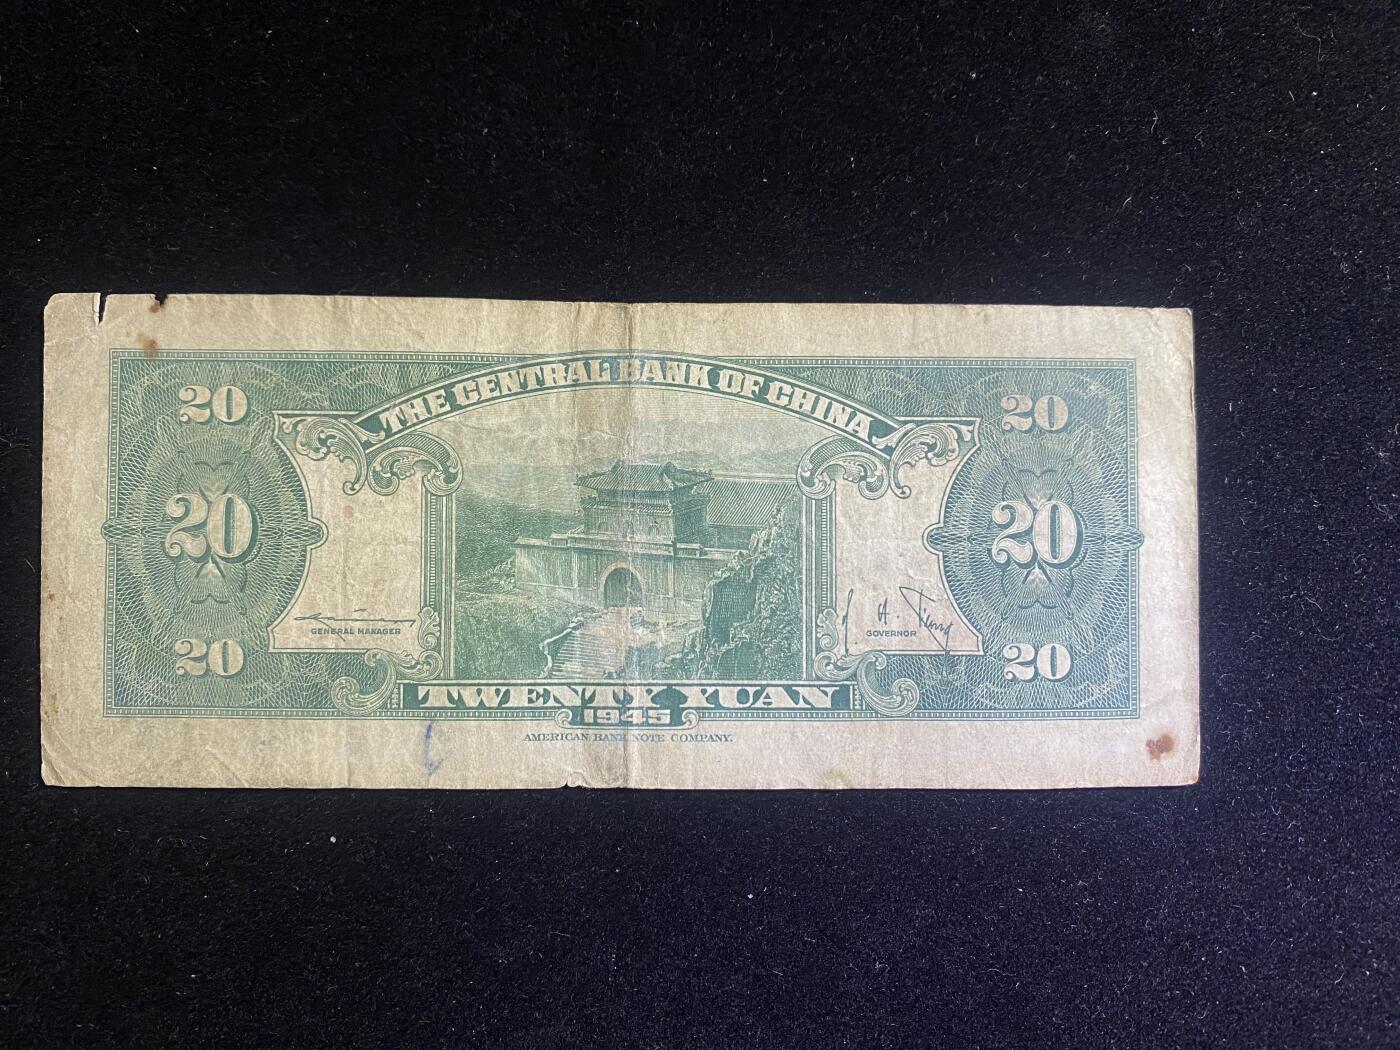 THE CENTRAL BANK OF CHINA
20 20
20 20
GENERAL MANAGER GOVERNOR
20 20
TWENTY YUAN
1945
AMERICAN BANK NOTE COMPANY.